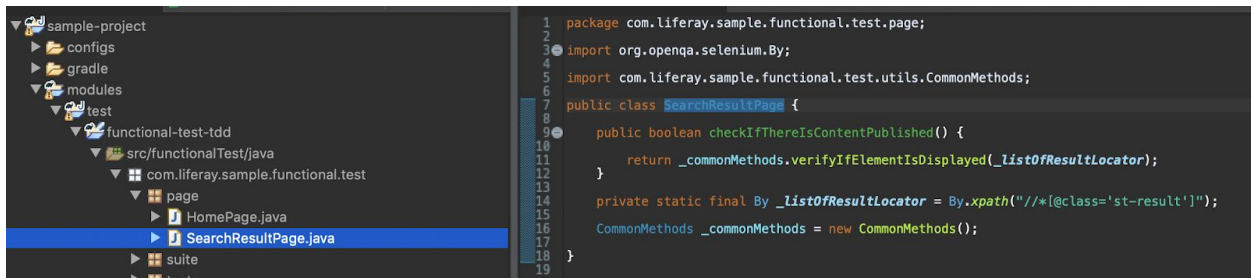 sample-project
configs
gradle
modules
test
functional-test-tdd
src/functionalTest/java
com.liferay.sample.functional.test
page
HomePage.java
SearchResultPage.java
suite
1 package com.liferay.sample.functional.test.page;
2
3 import org.openqa.selenium.By;
4
5 import com.liferay.sample.functional.test.utils.CommonMethods;
6
7 public class SearchResultPage {
8
9 public boolean checkIfThereIsContentPublished() {
10
11 return _commonMethods.verifyIfElementIsDisplayed(_listOfResultLocator);
12 }
13
14 private static final By _listOfResultLocator = By.xpath("//*[@class='st-result']");
15
16 CommonMethods _commonMethods = new CommonMethods();
17
18 }
19